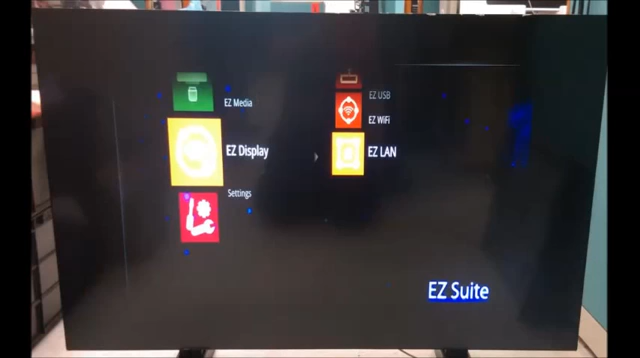 EZ Media
EZ Display
Settings
EZ USB
EZ WiFi
EZ LAN
EZ Suite